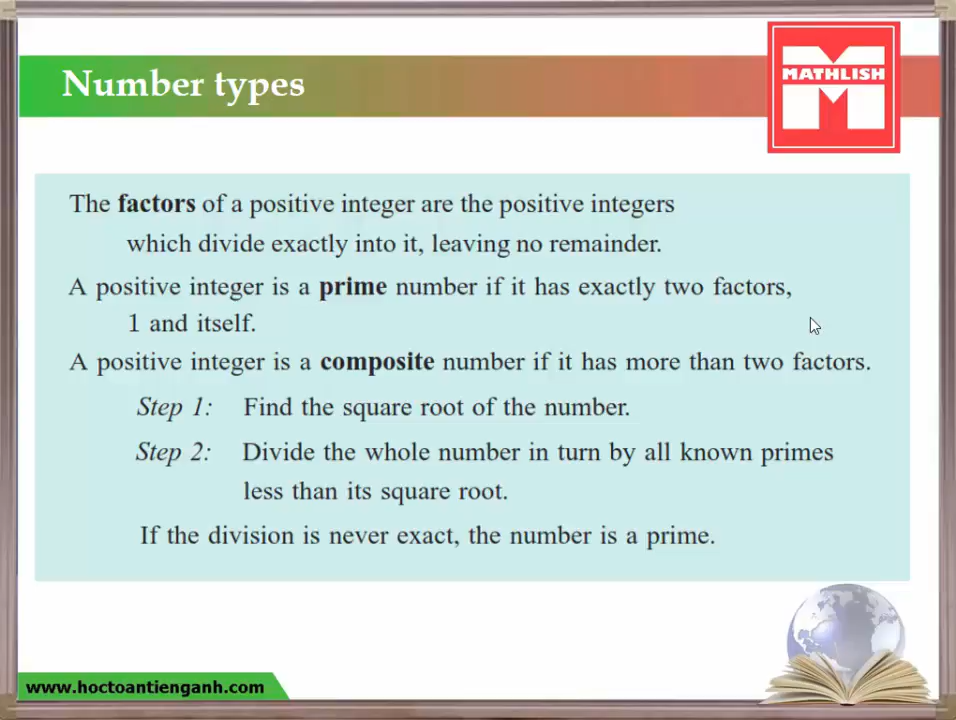 Number types
MATHLISH
The factors of a positive integer are the positive integers
which divide exactly into it, leaving no remainder.
A positive integer is a prime number if it has exactly two factors,
1 and itself.
A positive integer is a composite number if it has more than two factors.
Step 1: Find the square root of the number.
Step 2: Divide the whole number in turn by all known primes
less than its square root.
If the division is never exact, the number is a prime.
www.hoctoantienganh.com